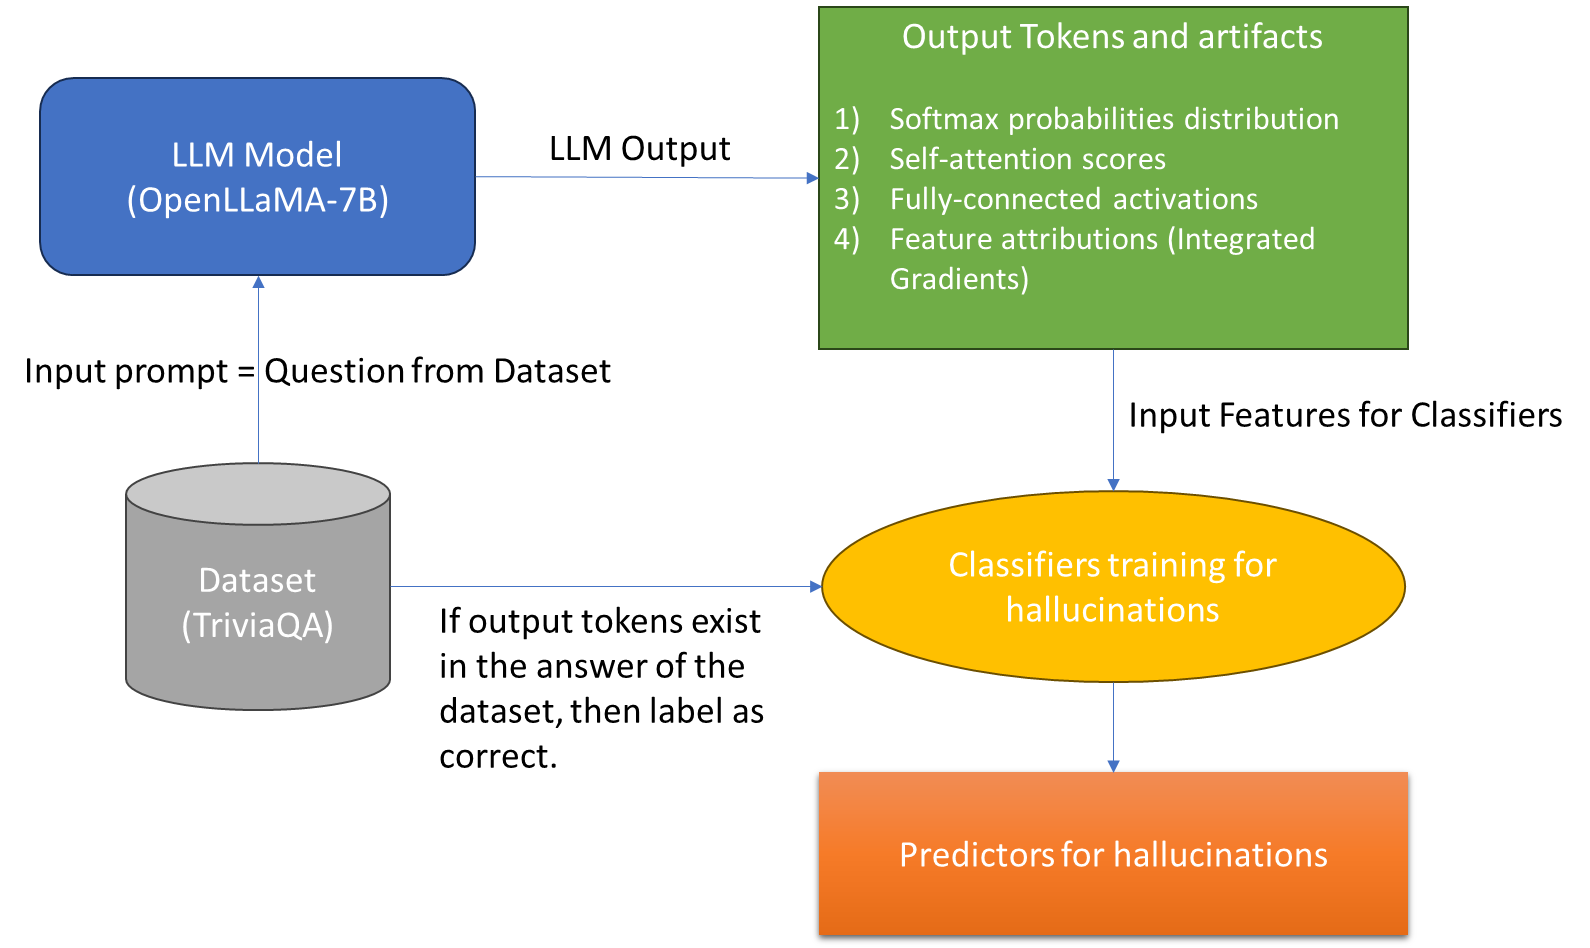 Output Tokens and artifacts
1) Softmax probabilities distribution
2) Self-attention scores
3) Fully-connected activations
4) Feature attributions (Integrated
Gradients)
LLM Model
(OpenLLaMA-7B)
LLM Output
Input prompt = Question from Dataset
Input Features for Classifiers
Dataset
(TriviaQA)
If output tokens exist
in the answer of the
dataset, then label as
correct.
Classifiers training for
hallucinations
Predictors for hallucinations